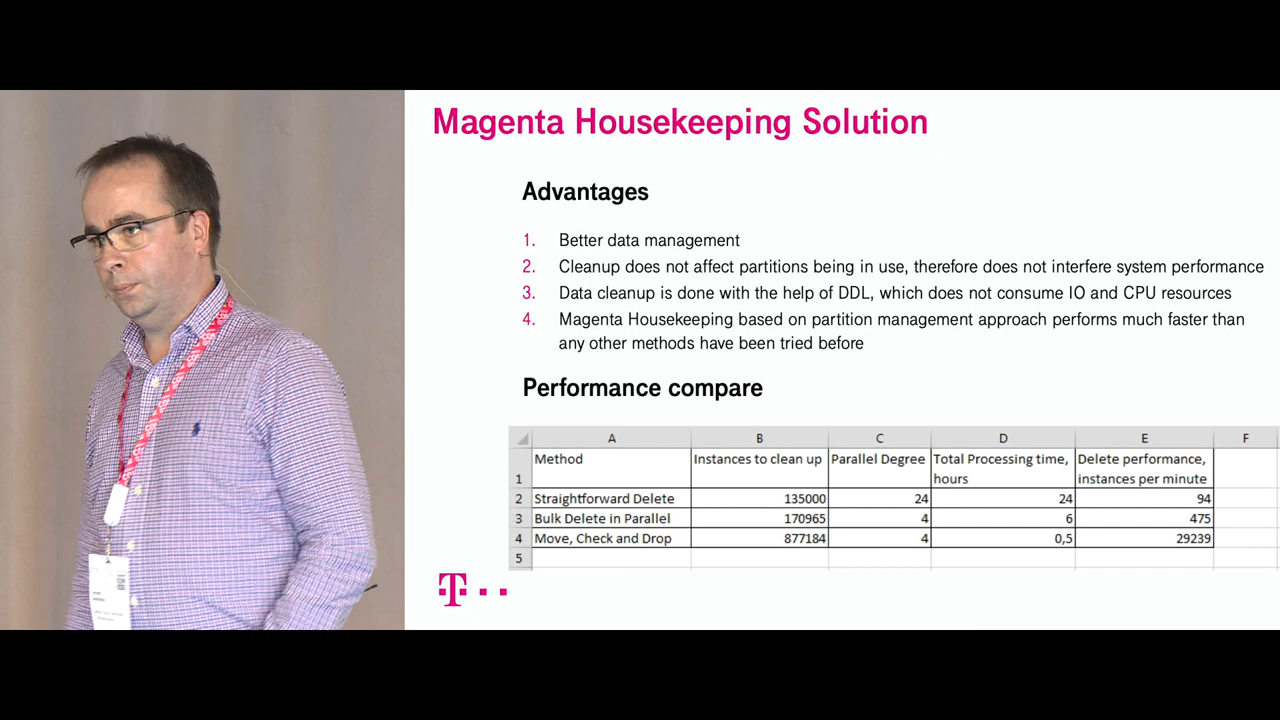 Magenta Housekeeping Solution
Advantages
1. Better data management
2. Cleanup does not affect partitions being in use, therefore does not interfere system performance
3. Data cleanup is done with the help of DDL, which does not consume IO and CPU resources
4. Magenta Housekeeping based on partition management approach performs much faster than
any other methods have been tried before
Performance compare
A B C D E F
1 Method Instances to clean up Parallel Degree Total Processing time, hours Delete performance, instances per minute
2 Straightforward Delete 135000 24 24 94
3 Bulk Delete in Parallel 170965 4 6 475
4 Move, Check and Drop 877184 4 0,5 29239
5
T